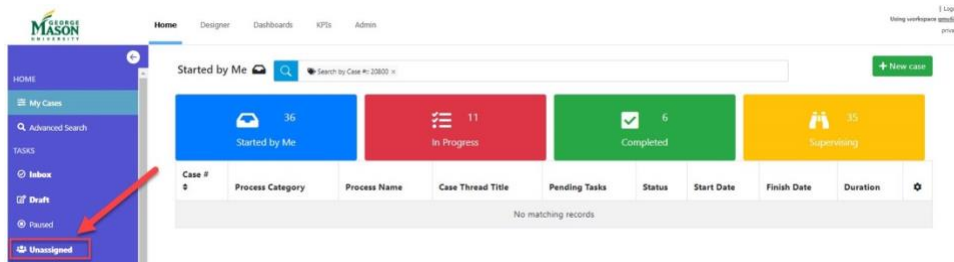 GEORGE
MASON
UNIVERSITY
Home Designer Dashboards KPIs Admin
Using workspace
HOME
My Cases
Advanced Search
TASKS
Inbox
Draft
Paused
Unassigned
Started by Me
Search by Case #: 20800 ×
+ New case
36
Started by Me
11
In Progress
6
Completed
35
Supervising
Case # Process Category Process Name Case Thread Title Pending Tasks Status Start Date Finish Date Duration
No matching records